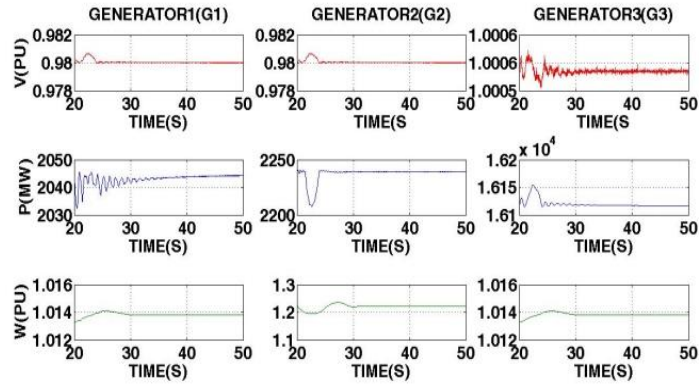 GENERATOR1(G1) GENERATOR2(G2) GENERATOR3(G3)
V(PU) 0.982 0.98 0.978 0.982 0.98 0.978 1.0006 1.0006 1.0005
20 30 40 50 20 30 40 50 20 30 40 50
TIME(S) TIME(S) TIME(S)
x 10^4
P(MW) 2050 2040 2030 2250 2200 1.62 1.615 1.61
20 30 40 50 20 30 40 50 20 30 40 50
TIME(S) TIME(S) TIME(S)
W(PU) 1.016 1.014 1.012 1.3 1.2 1.1 1.016 1.014 1.012
20 30 40 50 20 30 40 50 20 30 40 50
TIME(S) TIME(S) TIME(S)